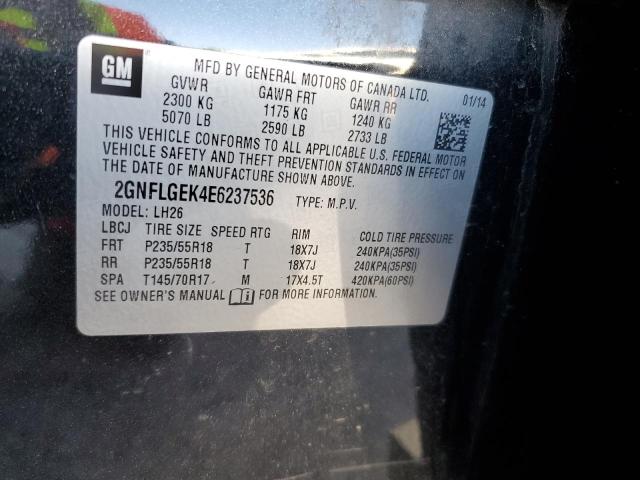 GM
MFD BY GENERAL MOTORS OF CANADA LTD.
GVWR GAWR FRT GAWR RR 01/14
2300 KG 1175 KG 1240 KG
5070 LB 2590 LB 2733 LB
THIS VEHICLE CONFORMS TO ALL APPLICABLE U.S. FEDERAL MOTOR
VEHICLE SAFETY AND THEFT PREVENTION STANDARDS IN EFFECT ON
THE DATE OF MANUFACTURE SHOWN ABOVE.
2GNFLGEK4E6237536 TYPE: M.P.V.
MODEL: LH26
LBCJ TIRE SIZE SPEED RTG RIM COLD TIRE PRESSURE
FRT P235/55R18 T 18X7J 240KPA(35PSI)
RR P235/55R18 T 18X7J 240KPA(35PSI)
SPA T145/70R17 M 17X4.5T 420KPA(60PSI)
SEE OWNER'S MANUAL FOR MORE INFORMATION.